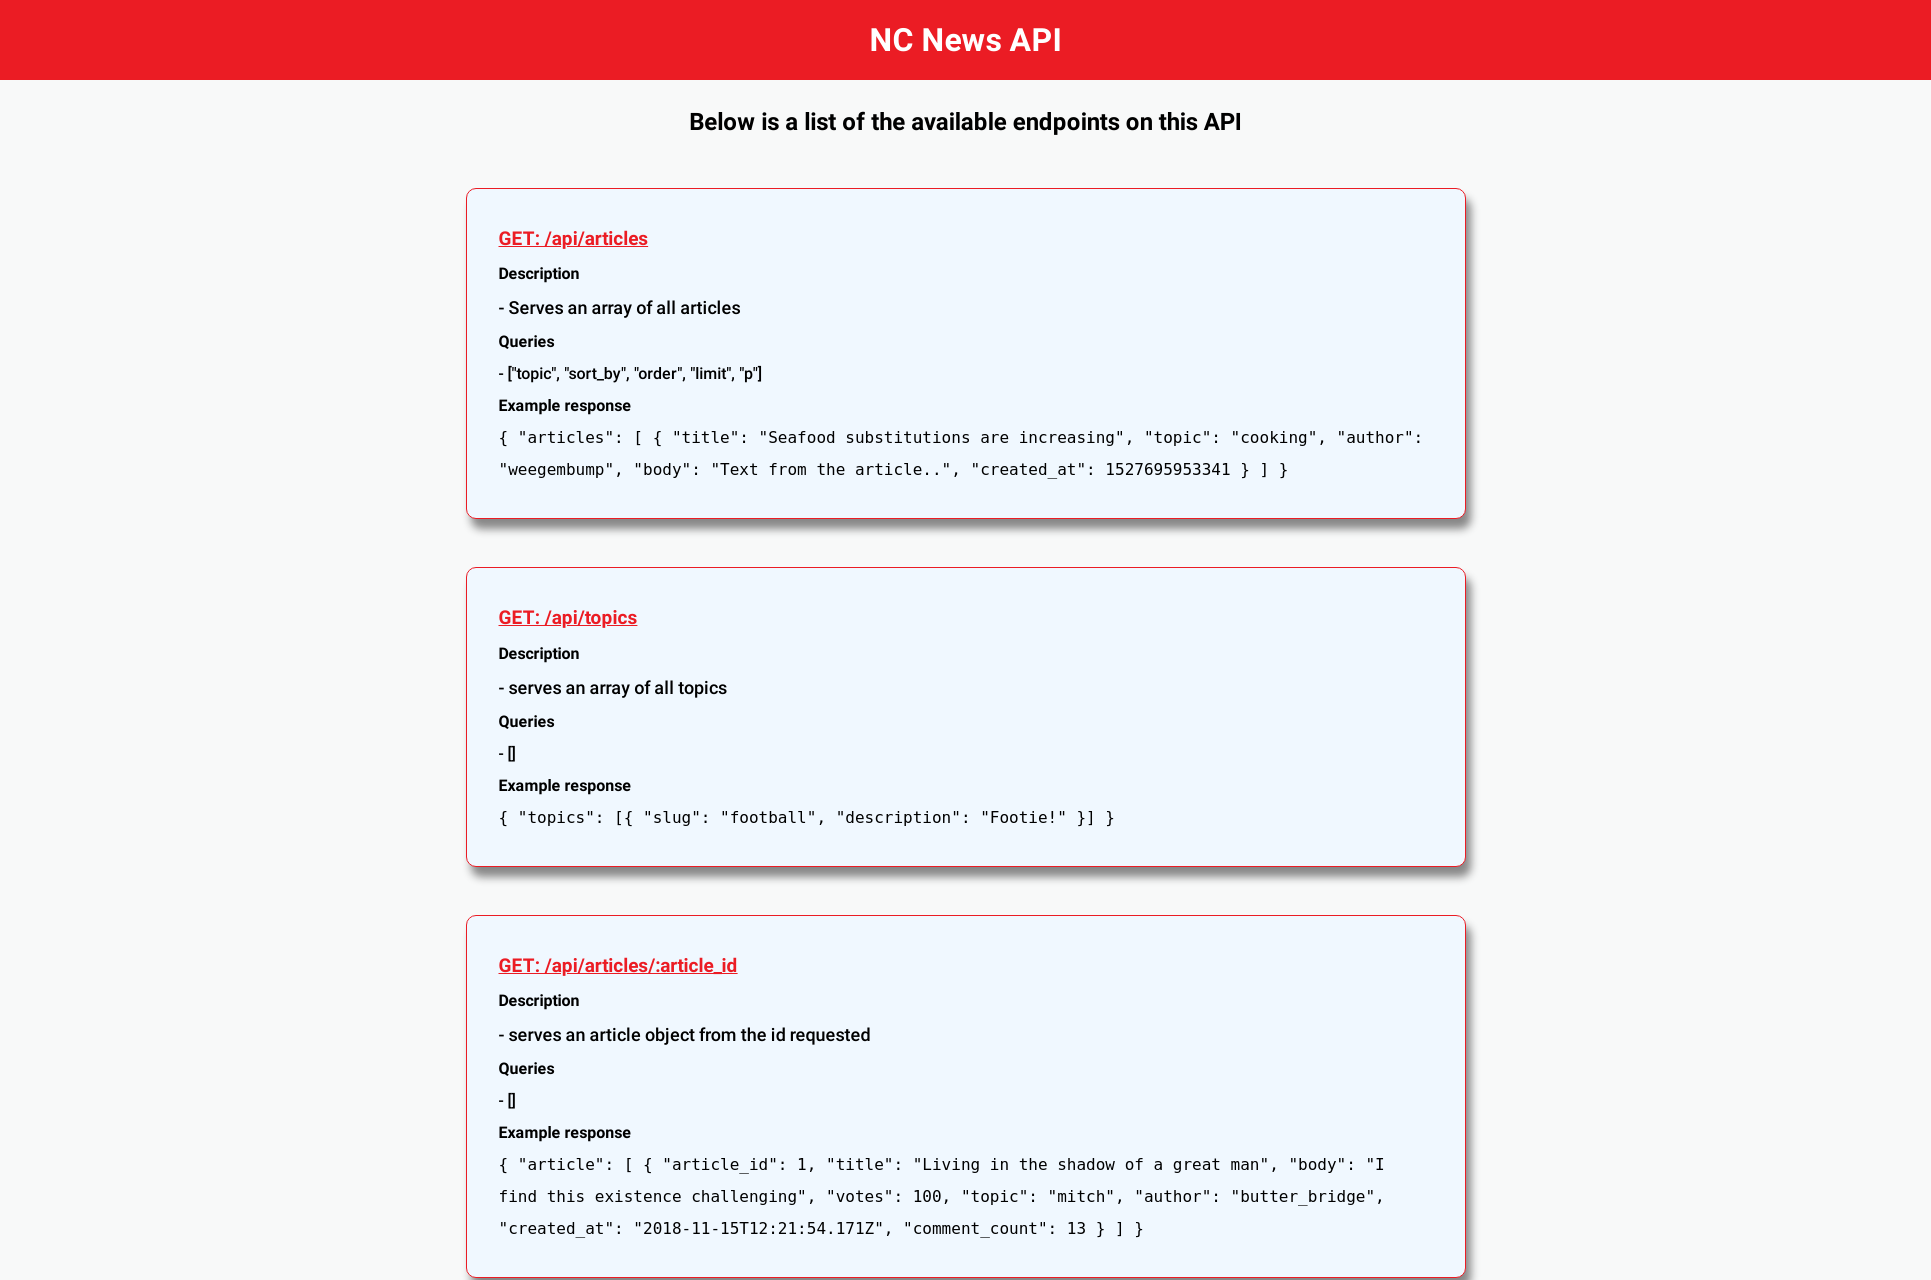 NC News API
Below is a list of the available endpoints on this API
GET: /api/articles
Description
- Serves an array of all articles
Queries
- ["topic", "sort_by", "order", "limit", "p"]
Example response
{ "articles": [ { "title": "Seafood substitutions are increasing", "topic": "cooking", "author":
"weegembump", "body": "Text from the article..", "created_at": 1527695953341 } ] }
GET: /api/topics
Description
- serves an array of all topics
Queries
- []
Example response
{ "topics": [{ "slug": "football", "description": "Footie!" }] }
GET: /api/articles/:article_id
Description
- serves an article object from the id requested
Queries
- []
Example response
{ "article": [ { "article_id": 1, "title": "Living in the shadow of a great man", "body": "I
find this existence challenging", "votes": 100, "topic": "mitch", "author": "butter_bridge",
"created_at": "2018-11-15T12:21:54.171Z", "comment_count": 13 } ] }